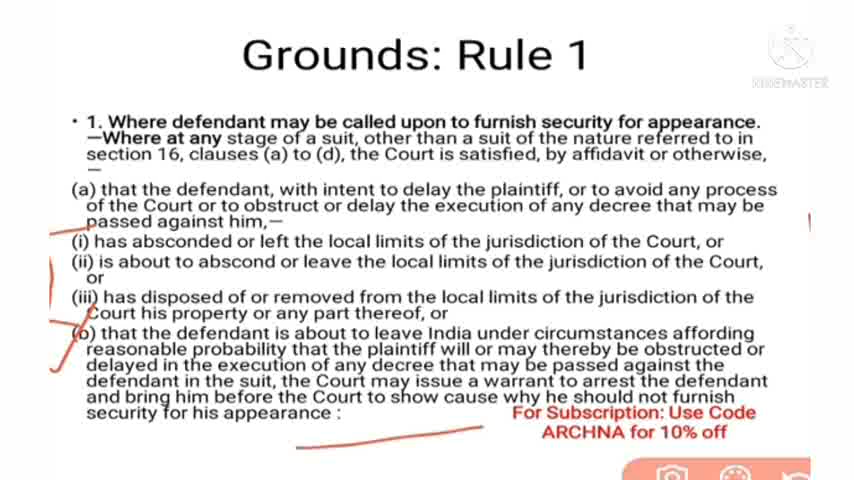 Grounds: Rule 1
KINEMASTER
• 1. Where defendant may be called upon to furnish security for appearance.
—Where at any stage of a suit, other than a suit of the nature referred to in
section 16, clauses (a) to (d), the Court is satisfied, by affidavit or otherwise,
—
(a) that the defendant, with intent to delay the plaintiff, or to avoid any process
of the Court or to obstruct or delay the execution of any decree that may be
passed against him,—
(i) has absconded or left the local limits of the jurisdiction of the Court, or
(ii) is about to abscond or leave the local limits of the jurisdiction of the Court,
or
(iii) has disposed of or removed from the local limits of the jurisdiction of the
Court his property or any part thereof, or
(b) that the defendant is about to leave India under circumstances affording
reasonable probability that the plaintiff will or may thereby be obstructed or
delayed in the execution of any decree that may be passed against the
defendant in the suit, the Court may issue a warrant to arrest the defendant
and bring him before the Court to show cause why he should not furnish
security for his appearance :
For Subscription: Use Code
ARCHNA for 10% off